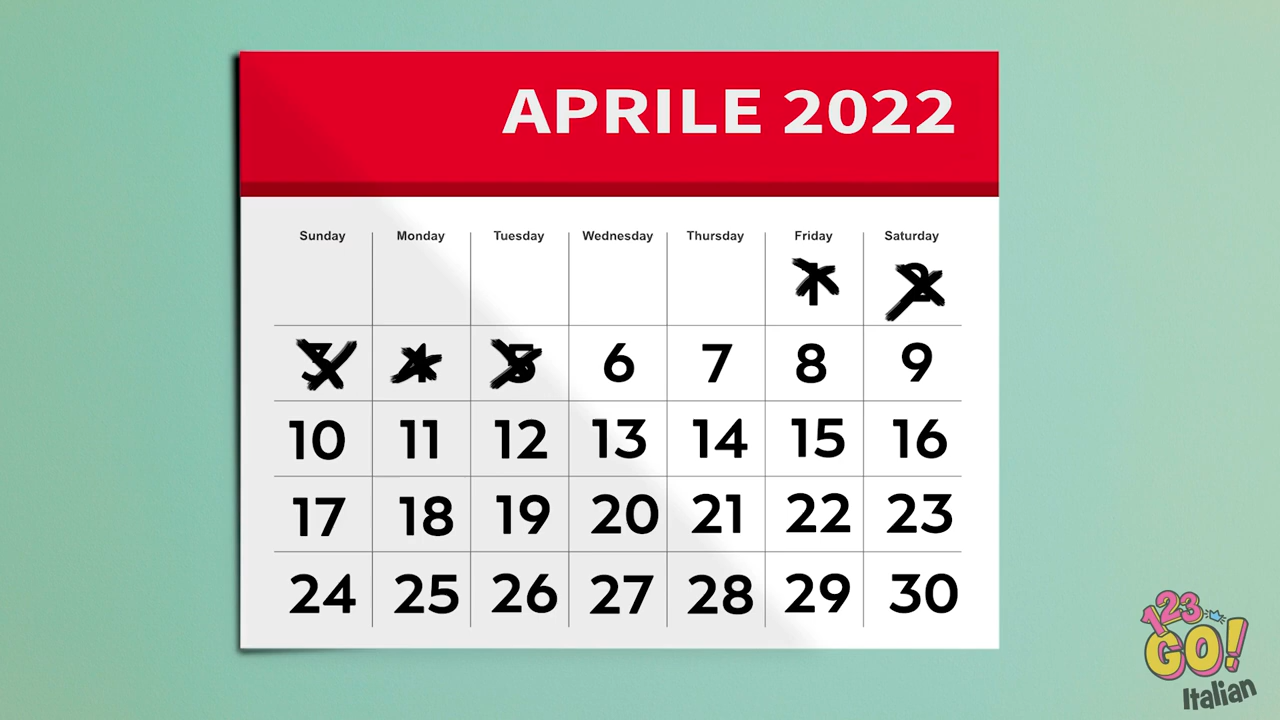 APRILE 2022
Sunday Monday Tuesday Wednesday Thursday Friday Saturday
1 2
3 4 5 6 7 8 9
10 11 12 13 14 15 16
17 18 19 20 21 22 23
24 25 26 27 28 29 30
123
GO!
Italian